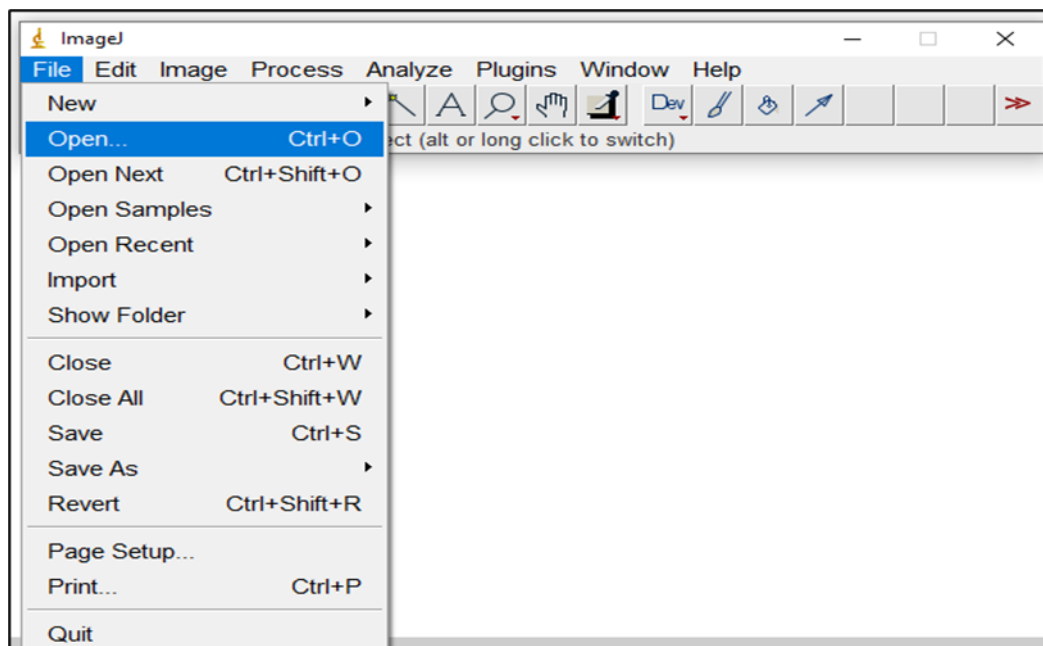 ImageJ
File Edit Image Process Analyze Plugins Window Help
New
Dev
Open... Ctrl+O
(alt or long click to switch)
Open Next Ctrl+Shift+O
Open Samples
Open Recent
Import
Show Folder
Close Ctrl+W
Close All Ctrl+Shift+W
Save Ctrl+S
Save As
Revert Ctrl+Shift+R
Page Setup...
Print... Ctrl+P
Quit